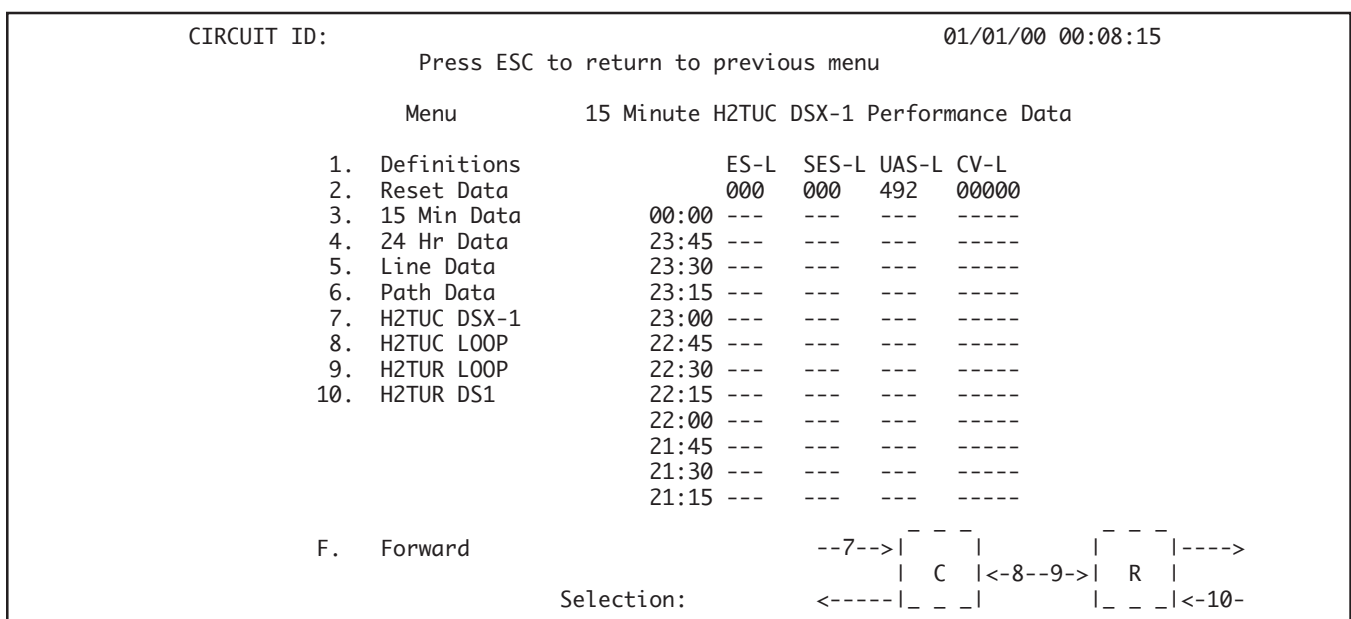 CIRCUIT ID: 01/01/00 00:08:15
Press ESC to return to previous menu
Menu 15 Minute H2TUC DSX-1 Performance Data
1. Definitions ES-L SES-L UAS-L CV-L
2. Reset Data 000 000 492 00000
3. 15 Min Data 00:00 --- --- --- -----
4. 24 Hr Data 23:45 --- --- --- -----
5. Line Data 23:30 --- --- --- -----
6. Path Data 23:15 --- --- --- -----
7. H2TUC DSX-1 23:00 --- --- --- -----
8. H2TUC LOOP 22:45 --- --- --- -----
9. H2TUR LOOP 22:30 --- --- --- -----
10. H2TUR DS1 22:15 --- --- --- -----
22:00 --- --- --- -----
21:45 --- --- --- -----
21:30 --- --- --- -----
21:15 --- --- --- -----
_ _ _ _ _ _
F. Forward --7-->| | | |---->
| C |<-8--9->| R |
Selection: <-----|_ _ _| |_ _ _|<-10-